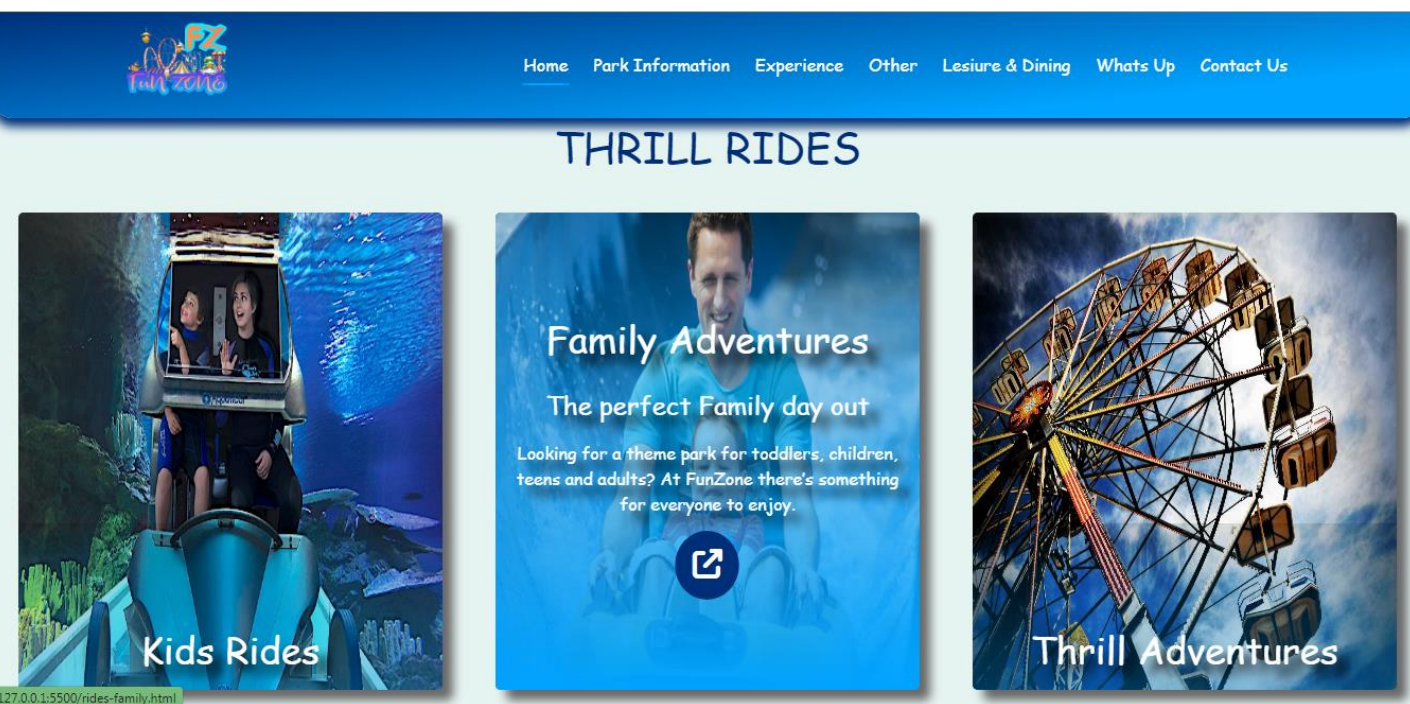 FZ
Fun zone
Home Park Information Experience Other Lesiure & Dining Whats Up Contact Us
THRILL RIDES
Kids Rides
Family Adventures
The perfect Family day out
Looking for a theme park for toddlers, children,
teens and adults? At FunZone there's something
for everyone to enjoy.
Thrill Adventures
127.0.0.1:5500/rides-family.html